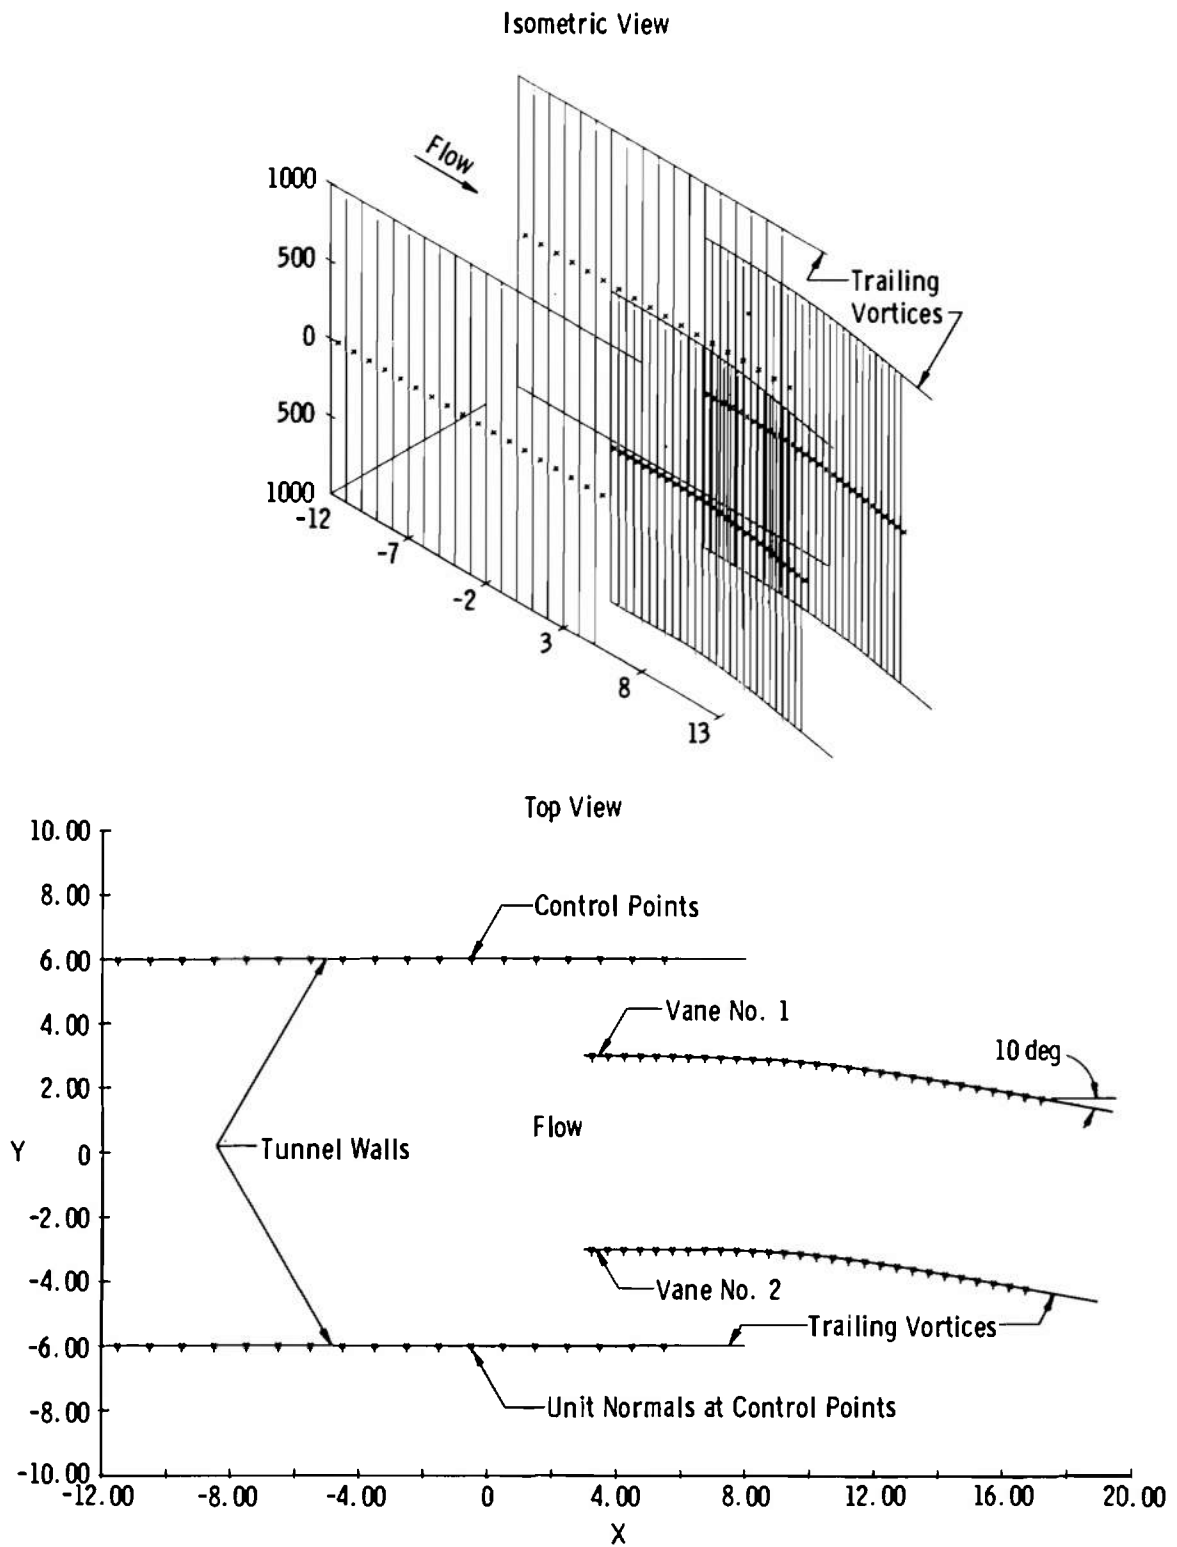 Isometric View
Flow
1000
500
0
500
1000
-12
-7
-2
3
8
13
Trailing
Vortices
Top View
10.00
8.00
6.00
4.00
2.00
Y
0
-2.00
-4.00
-6.00
-8.00
-10.00
Control Points
Vane No. 1
10 deg
Flow
Tunnel Walls
Vane No. 2
Trailing Vortices
Unit Normals at Control Points
-12.00 -8.00 -4.00 0 4.00 8.00 12.00 16.00 20.00
X